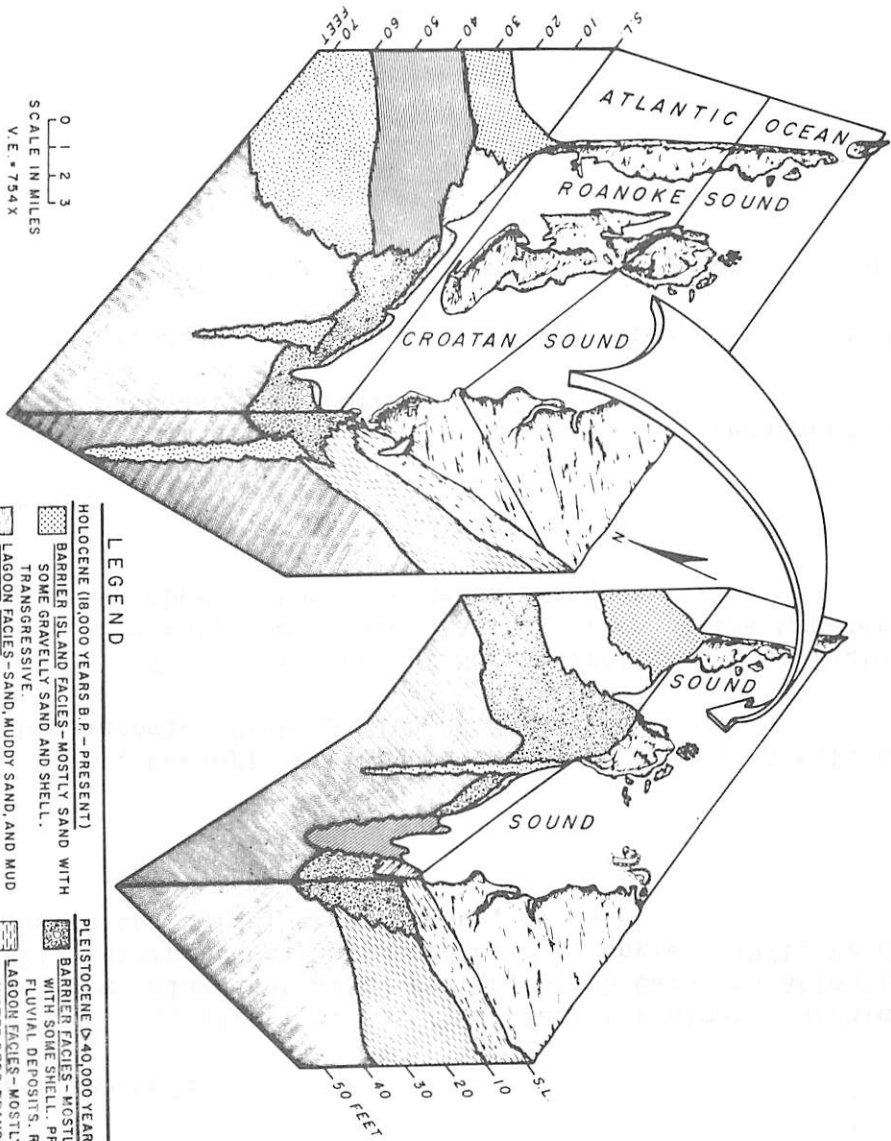 S.L.
10
20
30
40
50
60
70
FEET
ATLANTIC OCEAN
ROANOKE SOUND
CROATAN SOUND
N
SOUND
SOUND
S.L.
10
20
30
40
50 FEET
0 1 2 3
SCALE IN MILES
V.E. = 754X
LEGEND
HOLOCENE (18,000 YEARS B.P. - PRESENT)
BARRIER ISLAND FACIES - MOSTLY SAND WITH
SOME GRAVELLY SAND AND SHELL.
TRANSGRESSIVE.
LAGOON FACIES - SAND, MUDDY SAND, AND MUD
PLEISTOCENE (>40,000 YEAR
BARRIER FACIES - MOSTL
WITH SOME SHELL. PR
FLUVIAL DEPOSITS. R
LAGOON FACIES - MOSTLY